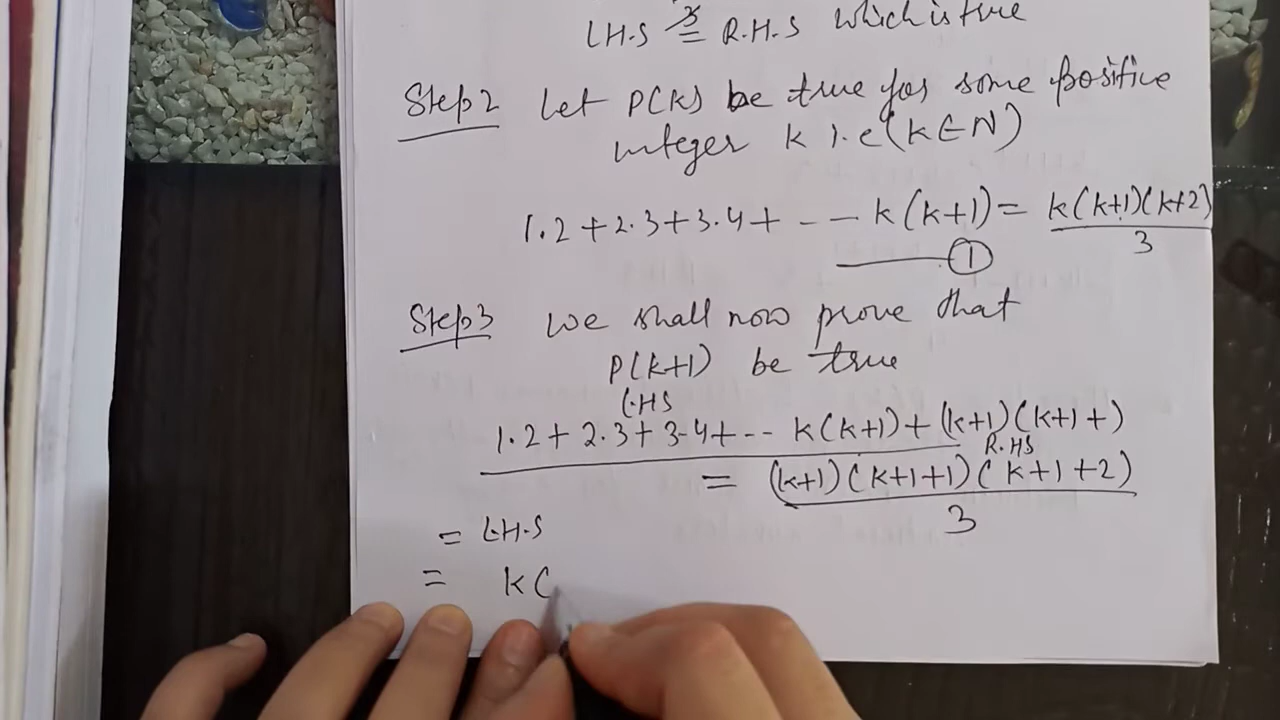 L.H.S = R.H.S which is true
Step 2 Let P(K) be true for some positive
integer k i.e (k ∈ N)
1.2 + 2.3 + 3.4 + - - - k(k+1) = k(k+1)(k+2)
3
①
Step 3 We shall now prove that
P(k+1) be true
L.HS
1.2 + 2.3 + 3.4 + -- k(k+1) + (k+1)(k+1+)
R.HS
= (k+1)(k+1+1)(k+1+2)
3
= L.H.S
= k(